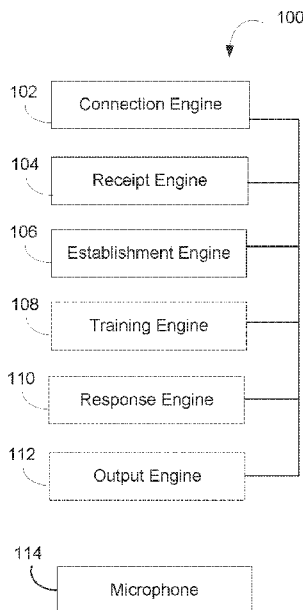 100
102
Connection Engine
104
Receipt Engine
106
Establishment Engine
108
Training Engine
110
Response Engine
112
Output Engine
114
Microphone